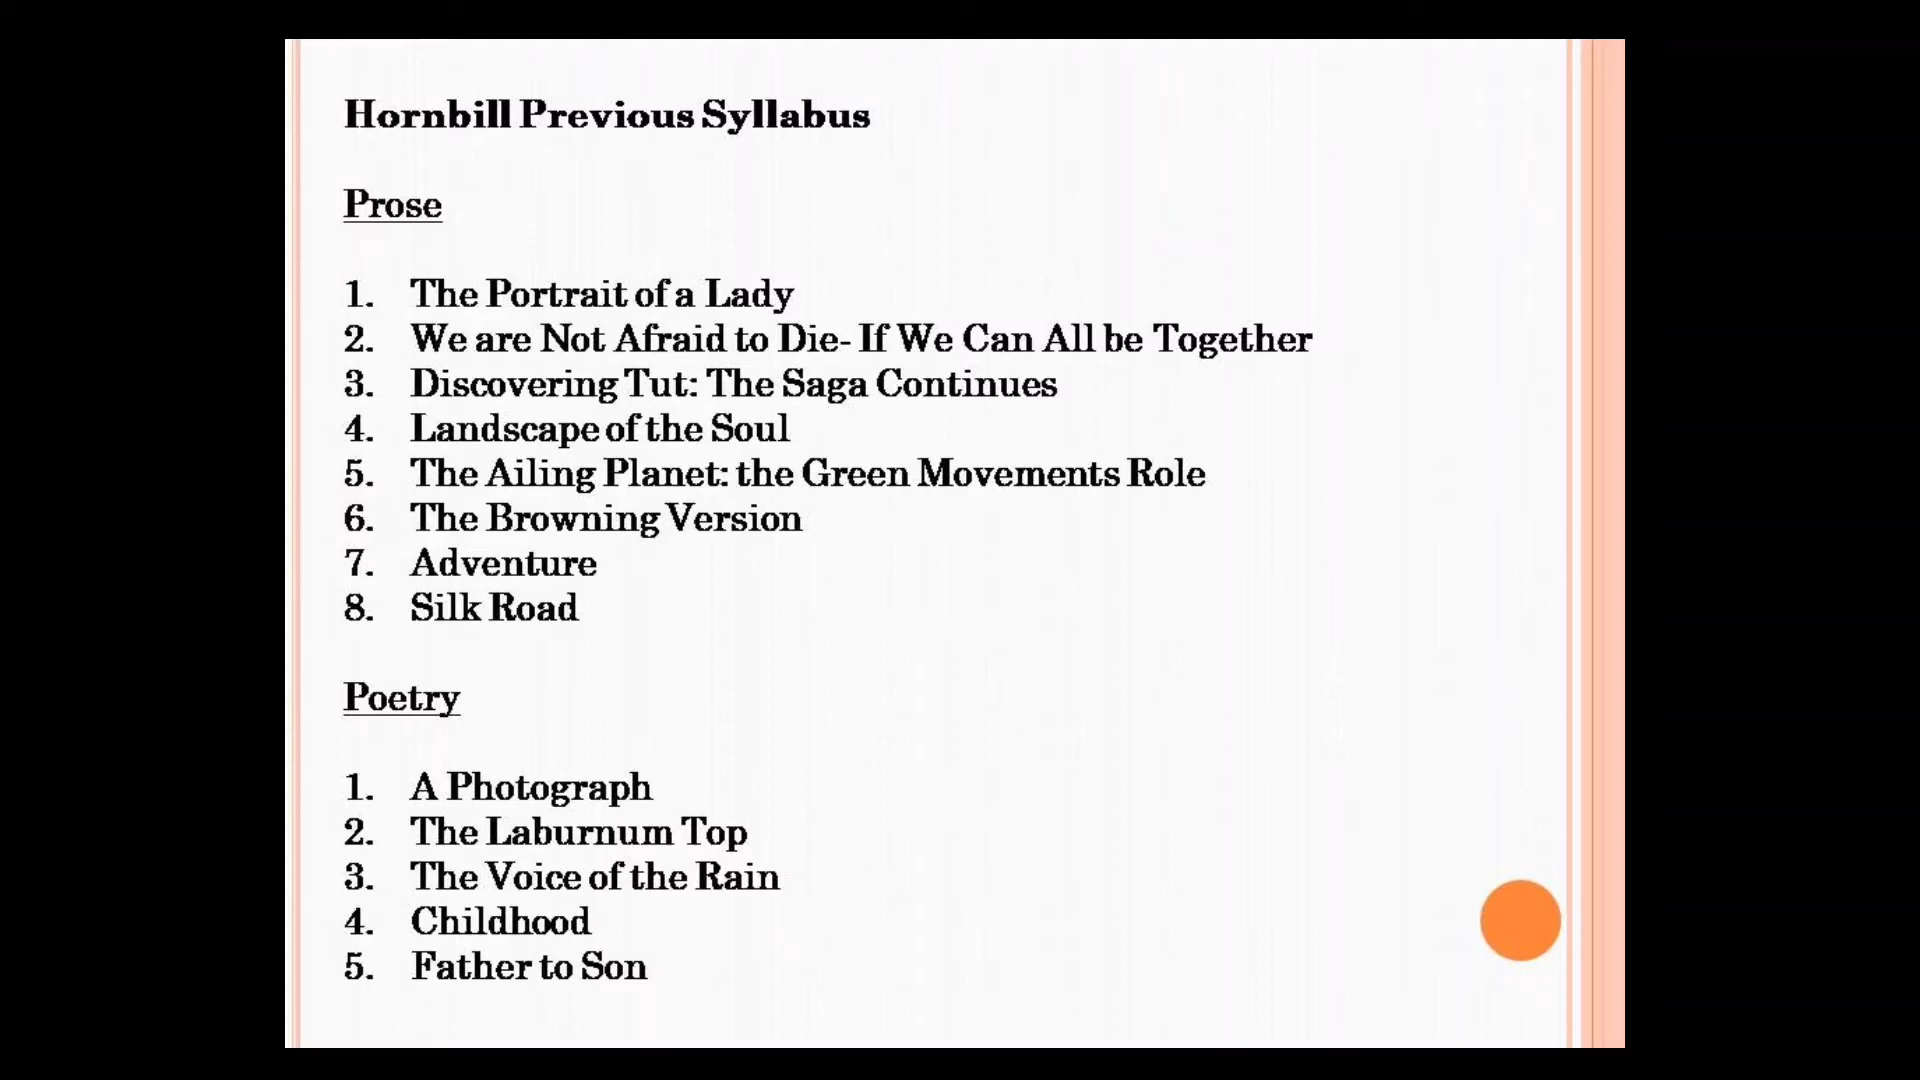 Hornbill Previous Syllabus
Prose
1. The Portrait of a Lady
2. We are Not Afraid to Die- If We Can All be Together
3. Discovering Tut: The Saga Continues
4. Landscape of the Soul
5. The Ailing Planet: the Green Movements Role
6. The Browning Version
7. Adventure
8. Silk Road
Poetry
1. A Photograph
2. The Laburnum Top
3. The Voice of the Rain
4. Childhood
5. Father to Son